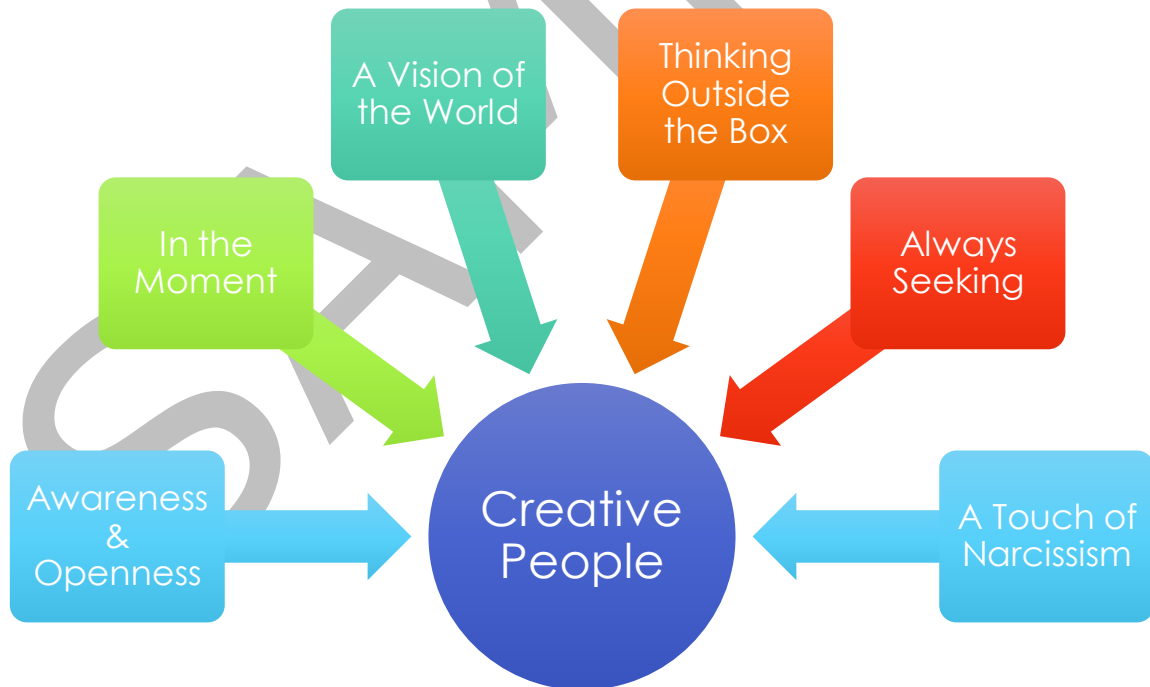 A Vision of
the World
Thinking
Outside
the Box
In the
Moment
Always
Seeking
Awareness
&
Openness
Creative
People
A Touch of
Narcissism